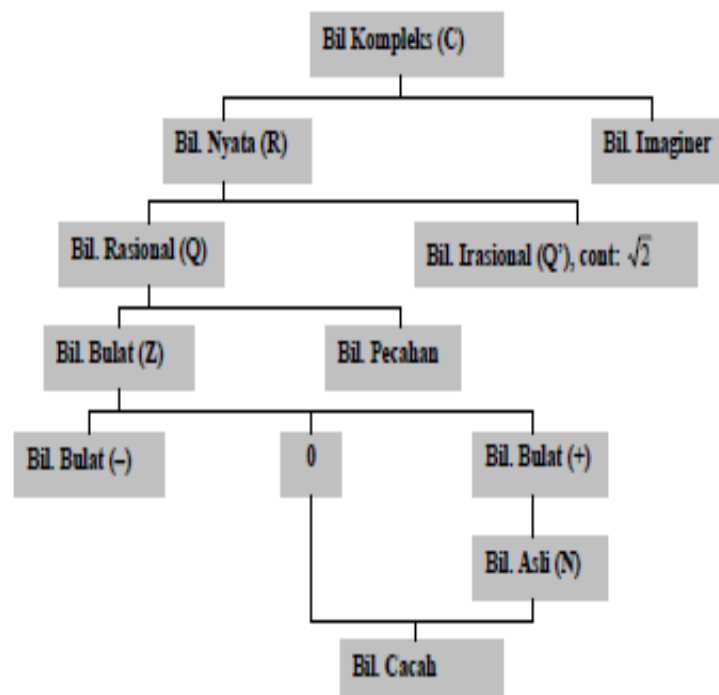 Bil Kompleks (C)
Bil. Nyata (R)
Bil. Imaginer
Bil. Rasional (Q)
Bil. Irasional (Q’), cont: √2
Bil. Bulat (Z)
Bil. Pecahan
Bil. Bulat (–)
0
Bil. Bulat (+)
Bil. Asli (N)
Bil. Cacah